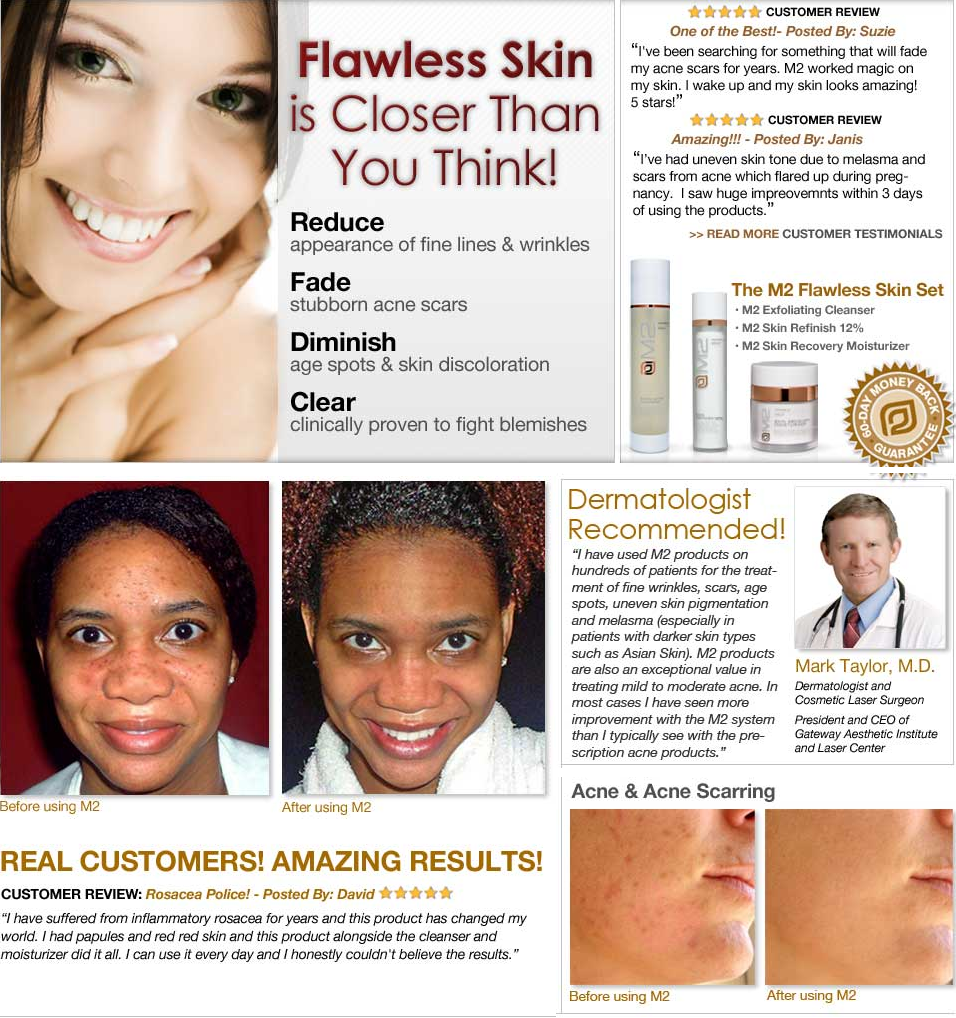 Flawless Skin
is Closer Than
You Think!
Reduce
appearance of fine lines & wrinkles
Fade
stubborn acne scars
Diminish
age spots & skin discoloration
Clear
clinically proven to fight blemishes
CUSTOMER REVIEW
One of the Best!- Posted By: Suzie
“I've been searching for something that will fade
my acne scars for years. M2 worked magic on
my skin. I wake up and my skin looks amazing!
5 stars!”
CUSTOMER REVIEW
Amazing!!! - Posted By: Janis
“I've had uneven skin tone due to melasma and
scars from acne which flared up during preg-
nancy. I saw huge impreovemnts within 3 days
of using the products.”
>> READ MORE CUSTOMER TESTIMONIALS
The M2 Flawless Skin Set
· M2 Exfoliating Cleanser
· M2 Skin Refinish 12%
· M2 Skin Recovery Moisturizer
M2
M2
M2
60-DAY MONEY BACK
GUARANTEE
Before using M2
After using M2
Dermatologist
Recommended!
“I have used M2 products on
hundreds of patients for the treat-
ment of fine wrinkles, scars, age
spots, uneven skin pigmentation
and melasma (especially in
patients with darker skin types
such as Asian Skin). M2 products
are also an exceptional value in
treating mild to moderate acne. In
most cases I have seen more
improvement with the M2 system
than I typically see with the pre-
scription acne products.”
Mark Taylor, M.D.
Dermatologist and
Cosmetic Laser Surgeon
President and CEO of
Gateway Aesthetic Institute
and Laser Center
REAL CUSTOMERS! AMAZING RESULTS!
CUSTOMER REVIEW: Rosacea Police! - Posted By: David
“I have suffered from inflammatory rosacea for years and this product has changed my
world. I had papules and red red skin and this product alongside the cleanser and
moisturizer did it all. I can use it every day and I honestly couldn't believe the results.”
Acne & Acne Scarring
Before using M2
After using M2